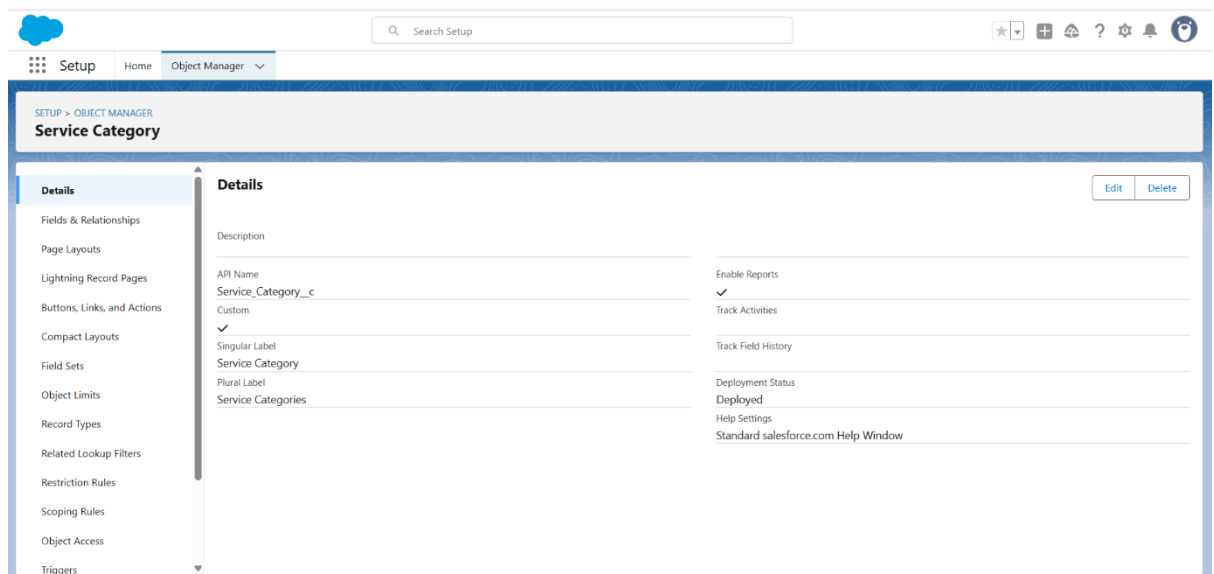 Search Setup
Setup
Home
Object Manager
SETUP > OBJECT MANAGER
Service Category
Details
Fields & Relationships
Page Layouts
Lightning Record Pages
Buttons, Links, and Actions
Compact Layouts
Field Sets
Object Limits
Record Types
Related Lookup Filters
Restriction Rules
Scoping Rules
Object Access
Triggers
Details
Edit
Delete
Description
API Name
Service_Category__c
Custom
Singular Label
Service Category
Plural Label
Service Categories
Enable Reports
Track Activities
Track Field History
Deployment Status
Deployed
Help Settings
Standard salesforce.com Help Window